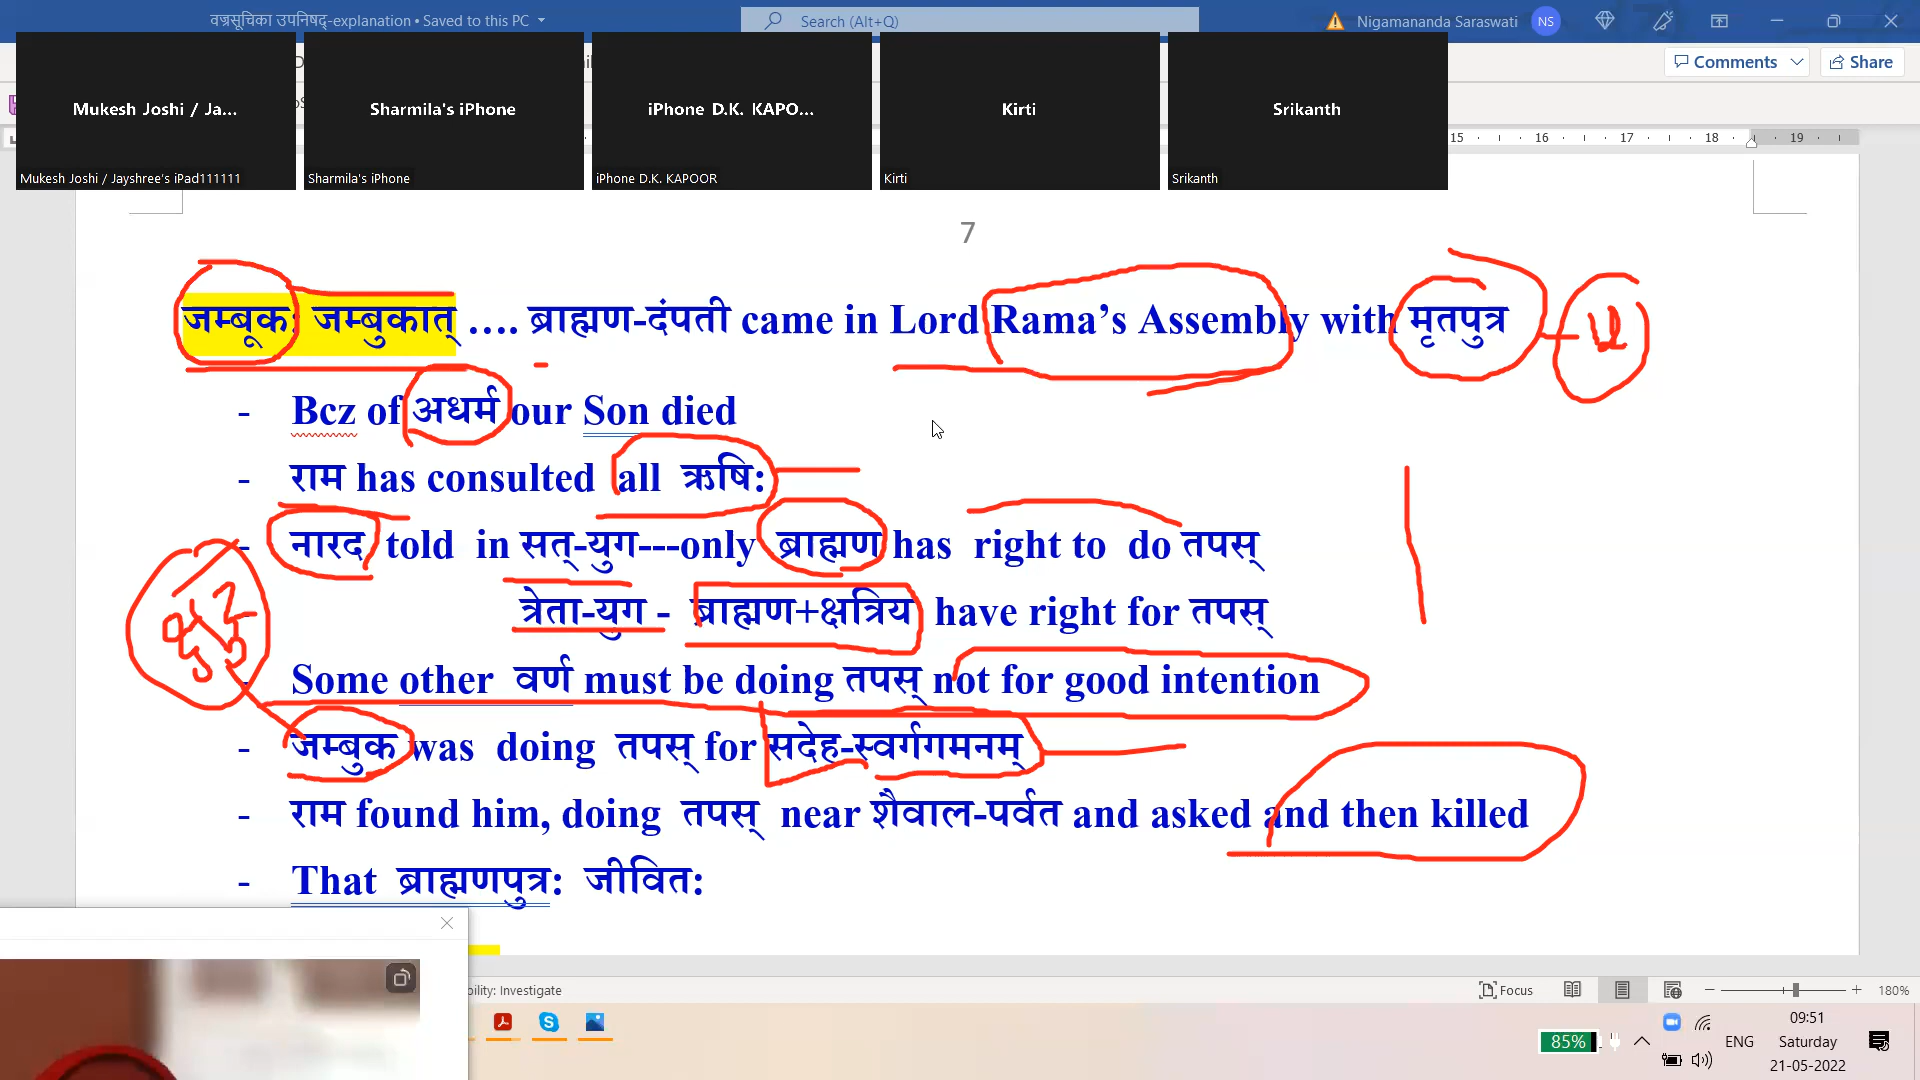 वज्रसूचिका उपनिषद्-explanation • Saved to this PC
Search (Alt+Q)
Nigamananda Saraswati NS
Comments
Share
Mukesh Joshi / Ja...
Sharmila's iPhone
iPhone D.K. KAPO...
Kirti
Srikanth
Mukesh Joshi / Jayshree's iPad111111
Sharmila's iPhone
iPhone D.K. KAPOOR
Kirti
Srikanth
15 16 17 18 19
7
जम्बूक: जम्बुकात् .... ब्राह्मण-दंपती came in Lord Rama’s Assembly with मृतपुत्र
- Bcz of अधर्म our Son died
- राम has consulted all ऋषि:
- नारद told in सत्-युग---only ब्राह्मण has right to do तपस्
त्रेता-युग - ब्राह्मण+क्षत्रिय have right for तपस्
- Some other वर्ण must be doing तपस् not for good intention
- जम्बुक was doing तपस् for सदेह-स्वर्गगमनम्
- राम found him, doing तपस् near शैवाल-पर्वत and asked and then killed
- That ब्राह्मणपुत्र: जीवित:
bility: Investigate
Focus
180%
85%
ENG
09:51
Saturday
21-05-2022